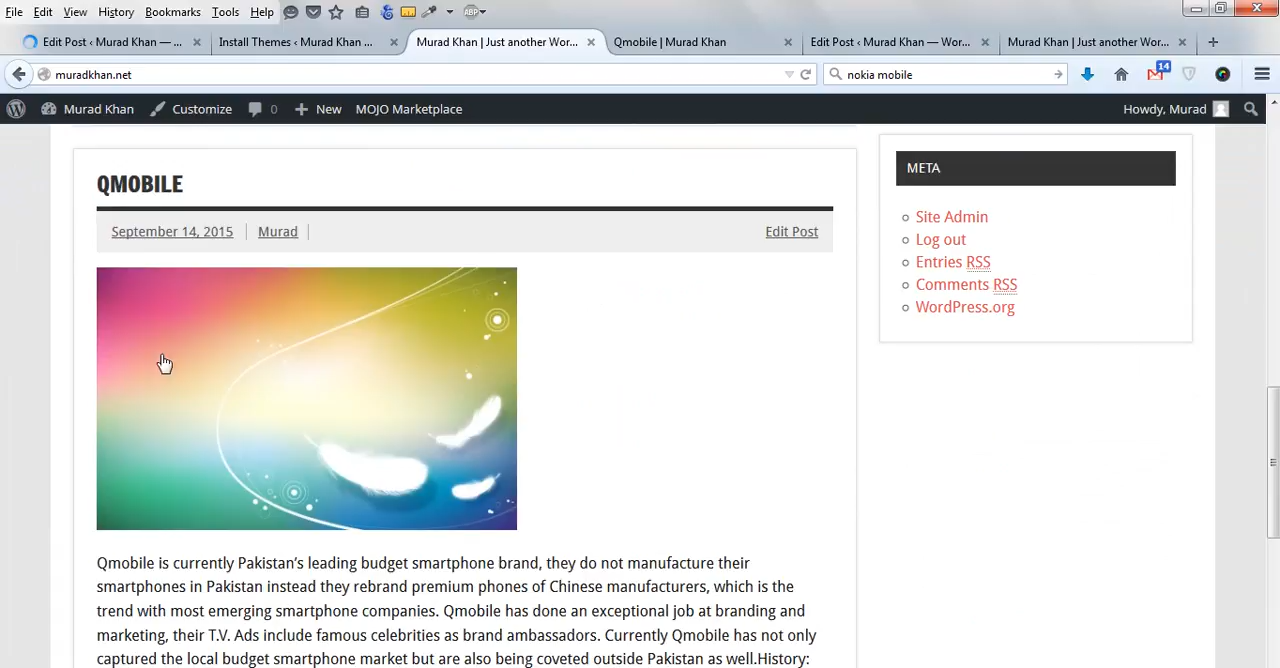 File Edit View History Bookmarks Tools Help ABP
Edit Post ‹ Murad Khan — ... × Install Themes ‹ Murad Khan ... × Murad Khan | Just another Wor... × Qmobile | Murad Khan × Edit Post ‹ Murad Khan — Wor... × Murad Khan | Just another Wor... × +
muradkhan.net nokia mobile 14
Murad Khan Customize 0 + New MOJO Marketplace Howdy, Murad
QMOBILE
September 14, 2015 Murad Edit Post
Qmobile is currently Pakistan's leading budget smartphone brand, they do not manufacture their
smartphones in Pakistan instead they rebrand premium phones of Chinese manufacturers, which is the
trend with most emerging smartphone companies. Qmobile has done an exceptional job at branding and
marketing, their T.V. Ads include famous celebrities as brand ambassadors. Currently Qmobile has not only
captured the local budget smartphone market but are also being coveted outside Pakistan as well.History:
META
Site Admin
Log out
Entries RSS
Comments RSS
WordPress.org